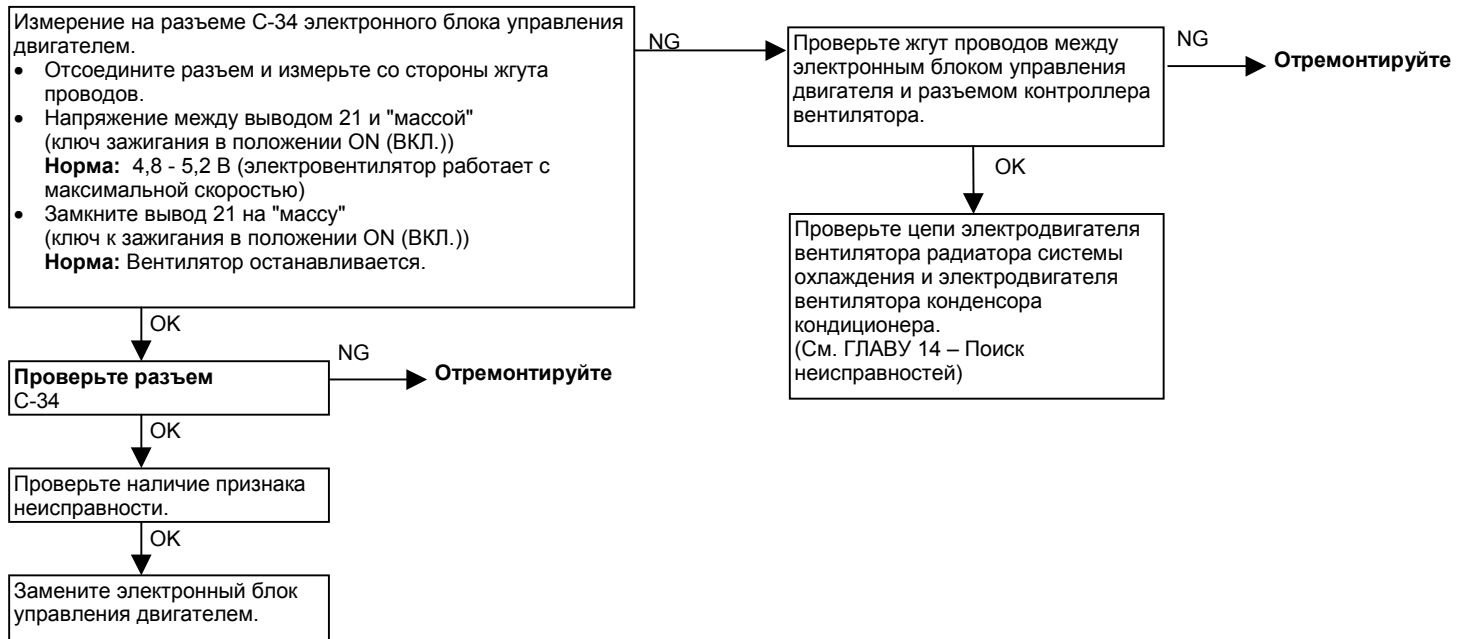 Измерение на разъеме C-34 электронного блока управления
двигателем.
• Отсоедините разъем и измерьте со стороны жгута
проводов.
• Напряжение между выводом 21 и "массой"
(ключ зажигания в положении ON (ВКЛ.))
Норма: 4,8 - 5,2 В (электровентилятор работает с
максимальной скоростью)
• Замкните вывод 21 на "массу"
(ключ к зажигания в положении ON (ВКЛ.))
Норма: Вентилятор останавливается.
NG
Проверьте жгут проводов между
электронным блоком управления
двигателя и разъемом контроллера
вентилятора.
NG
Отремонтируйте
OK
Проверьте цепи электродвигателя
вентилятора радиатора системы
охлаждения и электродвигателя
вентилятора конденсора
кондиционера.
(См. ГЛАВУ 14 – Поиск
неисправностей)
OK
Проверьте разъем
C-34
NG
Отремонтируйте
OK
Проверьте наличие признака
неисправности.
OK
Замените электронный блок
управления двигателем.